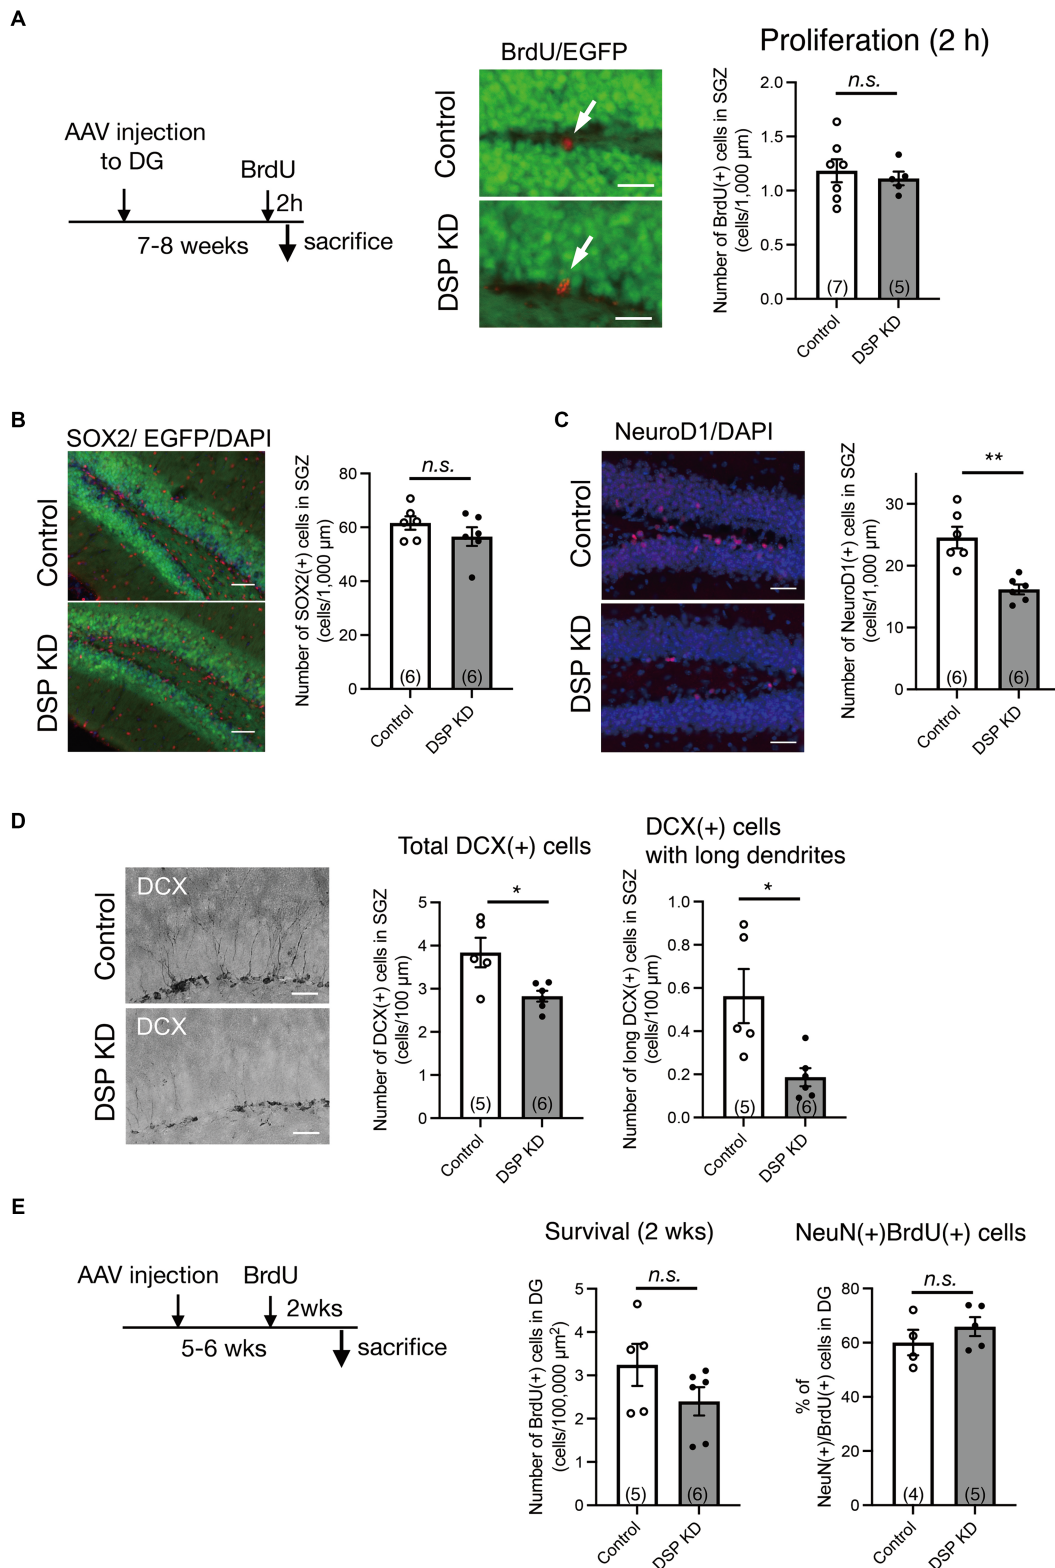 A
AAV injection
to DG
BrdU
2h
7-8 weeks
sacrifice
BrdU/EGFP
Control
DSP KD
Proliferation (2 h)
Number of BrdU(+) cells in SGZ
(cells/1,000 µm)
2.0
1.5
1.0
0.5
0.0
n.s.
(7)
(5)
Control
DSP KD
B
SOX2/ EGFP/DAPI
Control
DSP KD
Number of SOX2(+) cells in SGZ
(cells/1,000 µm)
80
60
40
20
0
n.s.
(6)
(6)
Control
DSP KD
C
NeuroD1/DAPI
Control
DSP KD
Number of NeuroD1(+) cells in SGZ
(cells/1,000 µm)
30
20
10
0
**
(6)
(6)
Control
DSP KD
D
DCX
Control
DCX
DSP KD
Total DCX(+) cells
Number of DCX(+) cells in SGZ
(cells/100 µm)
5
4
3
2
1
0
*
(5)
(6)
Control
DSP KD
DCX(+) cells
with long dendrites
Number of long DCX(+) cells in SGZ
(cells/100 µm)
1.0
0.8
0.6
0.4
0.2
0.0
*
(5)
(6)
Control
DSP KD
E
AAV injection
BrdU
2wks
5-6 wks
sacrifice
Survival (2 wks)
Number of BrdU(+) cells in DG
(cells/100,000 µm²)
5
4
3
2
1
0
n.s.
(5)
(6)
Control
DSP KD
NeuN(+)BrdU(+) cells
% of
NeuN(+)/BrdU(+) cells in DG
80
60
40
20
0
n.s.
(4)
(5)
Control
DSP KD